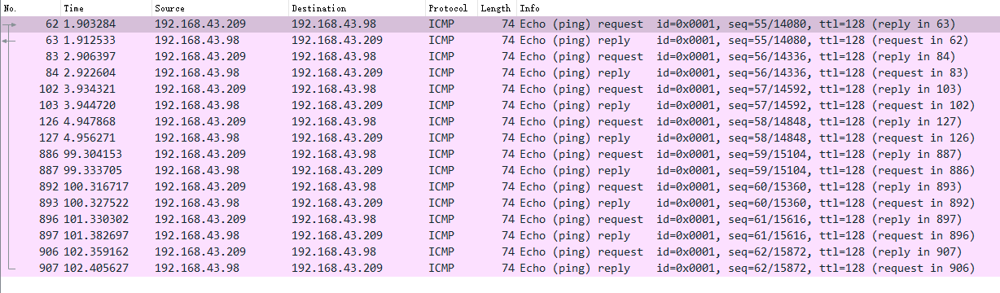 No. Time Source Destination Protocol Length Info
62 1.903284 192.168.43.209 192.168.43.98 ICMP 74 Echo (ping) request id=0x0001, seq=55/14080, ttl=128 (reply in 63)
63 1.912533 192.168.43.98 192.168.43.209 ICMP 74 Echo (ping) reply id=0x0001, seq=55/14080, ttl=128 (request in 62)
83 2.906397 192.168.43.209 192.168.43.98 ICMP 74 Echo (ping) request id=0x0001, seq=56/14336, ttl=128 (reply in 84)
84 2.922604 192.168.43.98 192.168.43.209 ICMP 74 Echo (ping) reply id=0x0001, seq=56/14336, ttl=128 (request in 83)
102 3.934321 192.168.43.209 192.168.43.98 ICMP 74 Echo (ping) request id=0x0001, seq=57/14592, ttl=128 (reply in 103)
103 3.944720 192.168.43.98 192.168.43.209 ICMP 74 Echo (ping) reply id=0x0001, seq=57/14592, ttl=128 (request in 102)
126 4.947868 192.168.43.209 192.168.43.98 ICMP 74 Echo (ping) request id=0x0001, seq=58/14848, ttl=128 (reply in 127)
127 4.956271 192.168.43.98 192.168.43.209 ICMP 74 Echo (ping) reply id=0x0001, seq=58/14848, ttl=128 (request in 126)
886 99.304153 192.168.43.209 192.168.43.98 ICMP 74 Echo (ping) request id=0x0001, seq=59/15104, ttl=128 (reply in 887)
887 99.333705 192.168.43.98 192.168.43.209 ICMP 74 Echo (ping) reply id=0x0001, seq=59/15104, ttl=128 (request in 886)
892 100.316717 192.168.43.209 192.168.43.98 ICMP 74 Echo (ping) request id=0x0001, seq=60/15360, ttl=128 (reply in 893)
893 100.327522 192.168.43.98 192.168.43.209 ICMP 74 Echo (ping) reply id=0x0001, seq=60/15360, ttl=128 (request in 892)
896 101.330302 192.168.43.209 192.168.43.98 ICMP 74 Echo (ping) request id=0x0001, seq=61/15616, ttl=128 (reply in 897)
897 101.382697 192.168.43.98 192.168.43.209 ICMP 74 Echo (ping) reply id=0x0001, seq=61/15616, ttl=128 (request in 896)
906 102.359162 192.168.43.209 192.168.43.98 ICMP 74 Echo (ping) request id=0x0001, seq=62/15872, ttl=128 (reply in 907)
907 102.405627 192.168.43.98 192.168.43.209 ICMP 74 Echo (ping) reply id=0x0001, seq=62/15872, ttl=128 (request in 906)